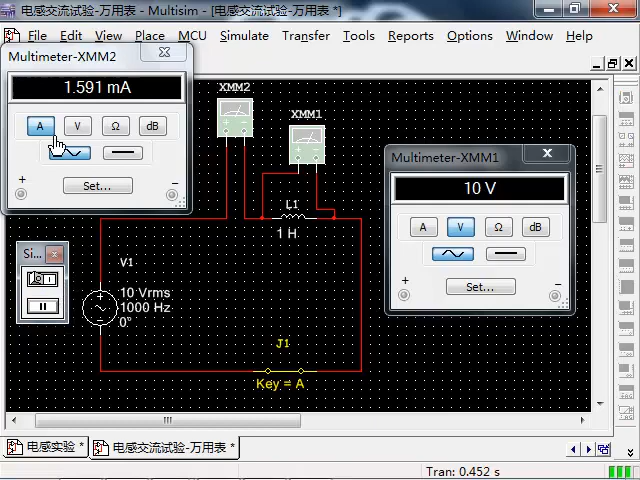 电感交流试验-万用表 - Multisim - [电感交流试验-万用表 *]
File Edit View Place MCU Simulate Transfer Tools Reports Options Window Help
Multimeter-XMM2
1.591 mA
A V Ω dB
Set...
+ −
XMM2
XMM1
L1
1 H
Multimeter-XMM1
10 V
A V Ω dB
Set...
+ −
Si...
V1
10 Vrms
1000 Hz
0°
J1
Key = A
电感实验 * 电感交流试验-万用表 *
Tran: 0.452 s